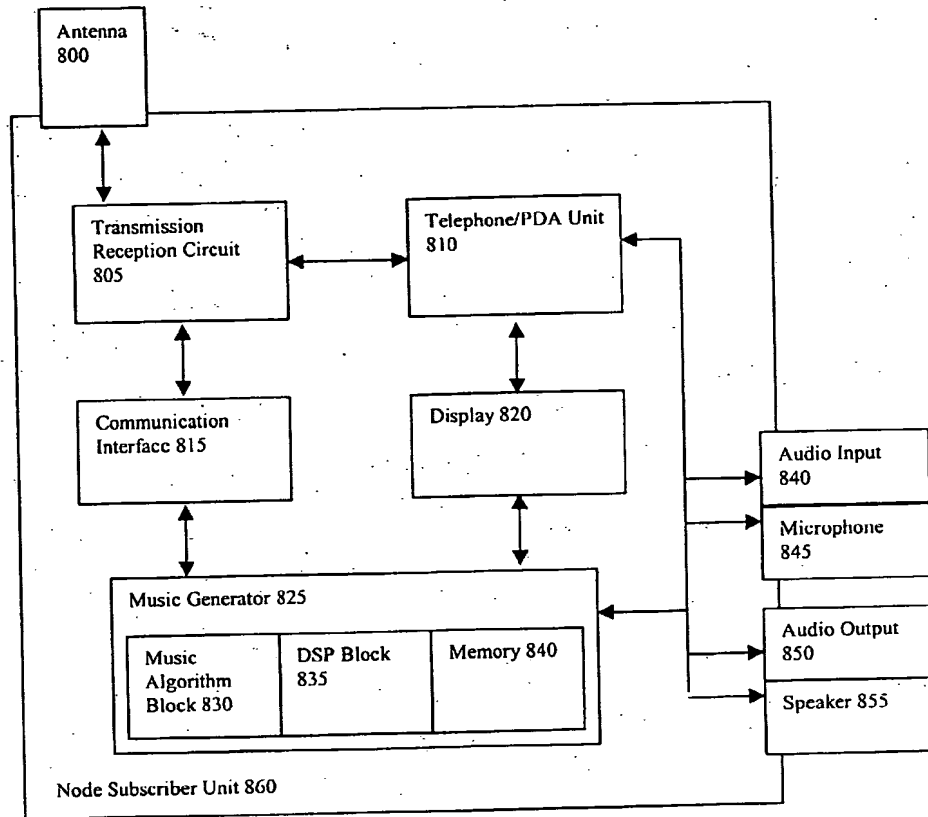 Antenna
800
Transmission
Reception Circuit
805
Telephone/PDA Unit
810
Communication
Interface 815
Display 820
Audio Input
840
Microphone
845
Music Generator 825
Music
Algorithm
Block 830
DSP Block
835
Memory 840
Audio Output
850
Speaker 855
Node Subscriber Unit 860